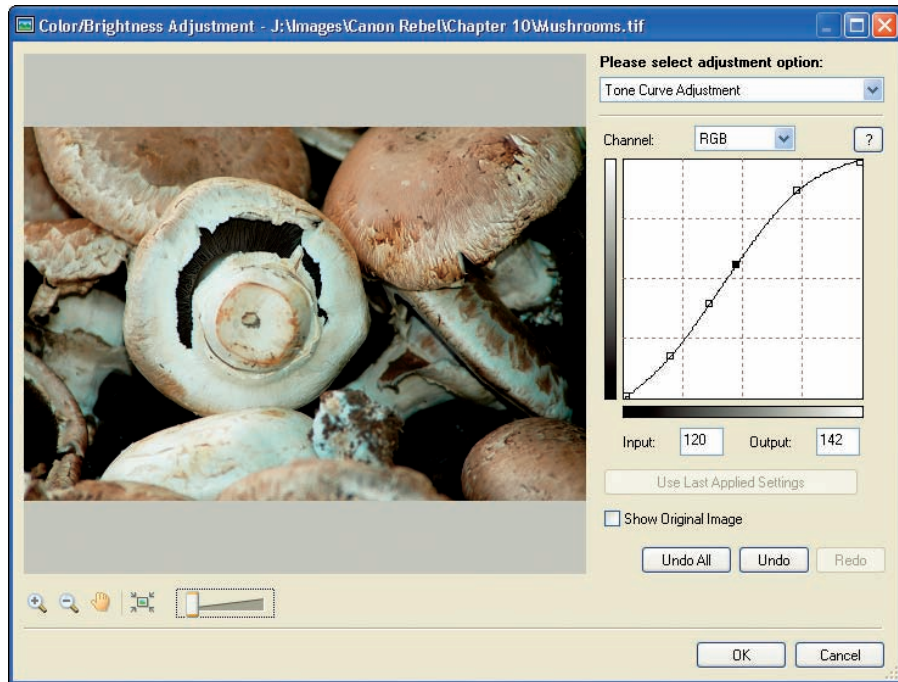 Color/Brightness Adjustment - J:\Images\Canon Rebel\Chapter 10\Mushrooms.tif
Please select adjustment option:
Tone Curve Adjustment
Channel: RGB ?
Input: 120 Output: 142
Use Last Applied Settings
Show Original Image
Undo All Undo Redo
OK Cancel